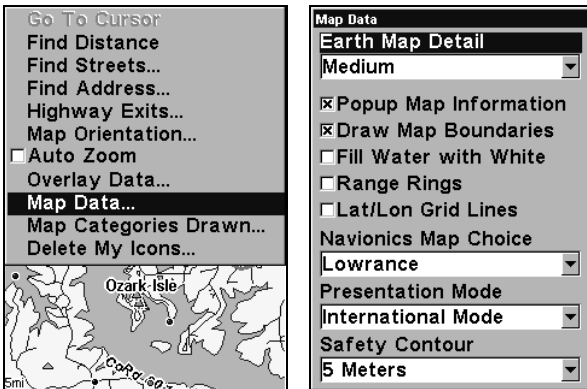 Go To Cursor
Find Distance
Find Streets...
Find Address...
Highway Exits...
Map Orientation...
Auto Zoom
Overlay Data...
Map Data...
Map Categories Drawn...
Delete My Icons...
Ozark Isle
CoRd
5mi
Map Data
Earth Map Detail
Medium
Popup Map Information
Draw Map Boundaries
Fill Water with White
Range Rings
Lat/Lon Grid Lines
Navionics Map Choice
Lowrance
Presentation Mode
International Mode
Safety Contour
5 Meters